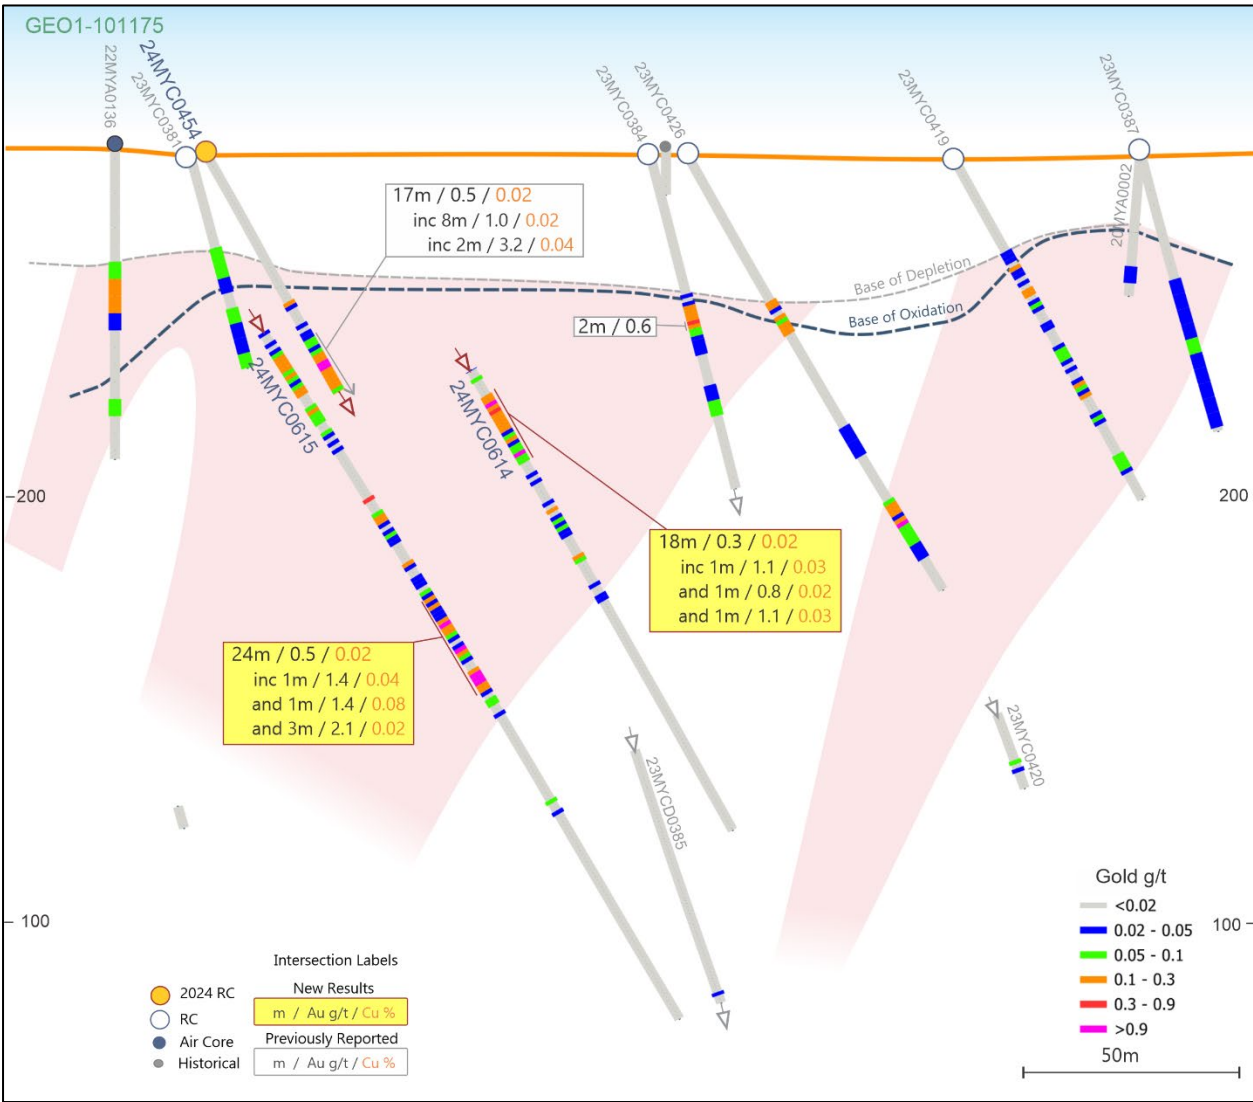 GEO1-101175
22MYA0136
23MYC0381
24MYC0454
23MYC0384
23MYC0426
23MYC0419
23MYC0387
20MYA0002
17m / 0.5 / 0.02
inc 8m / 1.0 / 0.02
inc 2m / 3.2 / 0.04
Base of Depletion
Base of Oxidation
2m / 0.6
24MYC0615
24MYC0614
200
200
18m / 0.3 / 0.02
inc 1m / 1.1 / 0.03
and 1m / 0.8 / 0.02
and 1m / 1.1 / 0.03
24m / 0.5 / 0.02
inc 1m / 1.4 / 0.04
and 1m / 1.4 / 0.08
and 3m / 2.1 / 0.02
23MYCD0385
23MYC0420
100
100
Intersection Labels
New Results
m / Au g/t / Cu %
Previously Reported
m / Au g/t / Cu %
2024 RC
RC
Air Core
Historical
Gold g/t
<0.02
0.02 - 0.05
0.05 - 0.1
0.1 - 0.3
0.3 - 0.9
>0.9
50m